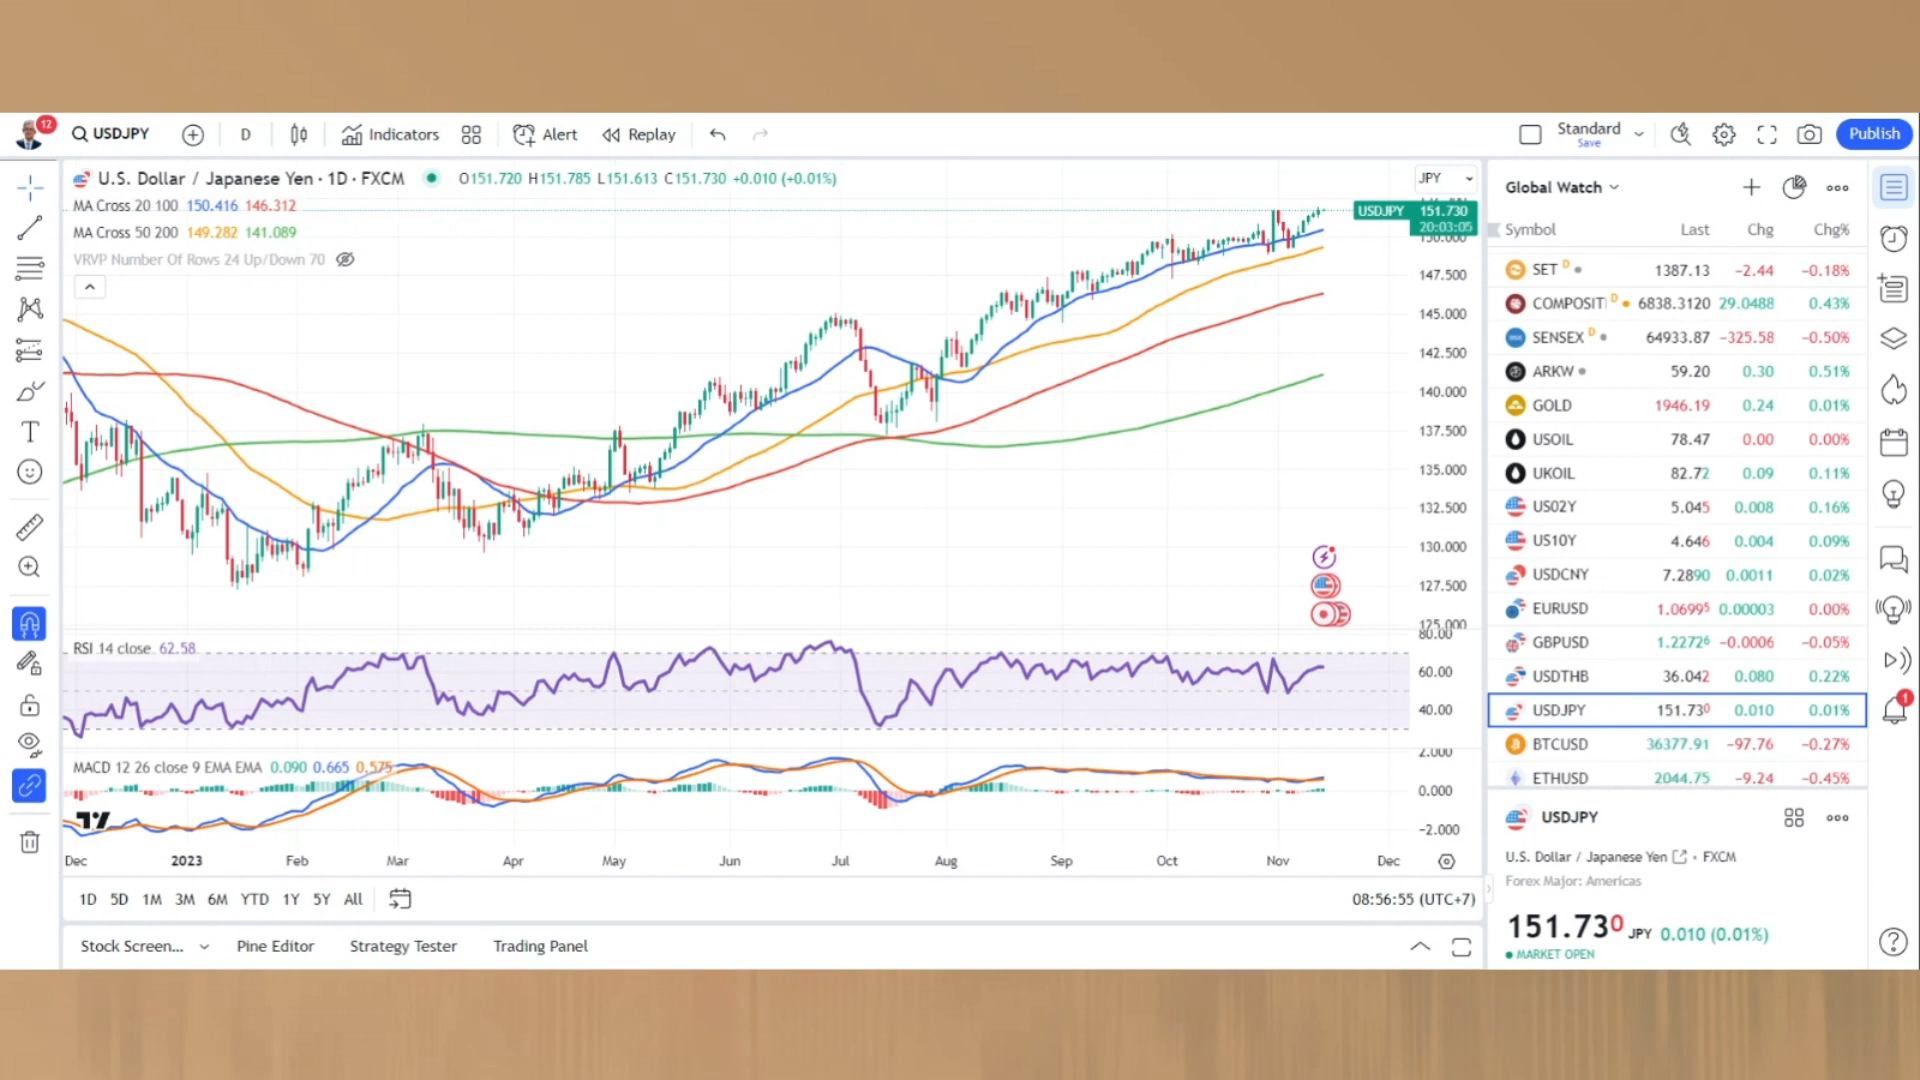 12
USDJPY
D
Indicators
Alert
Replay
Standard
Save
Publish
U.S. Dollar / Japanese Yen · 1D · FXCM
O151.720 H151.785 L151.613 C151.730 +0.010 (+0.01%)
JPY
MA Cross 20 100 150.416 146.312
MA Cross 50 200 149.282 141.089
VRVP Number Of Rows 24 Up/Down 70
USDJPY 151.730
20:03:05
150.000
147.500
145.000
142.500
140.000
137.500
135.000
132.500
130.000
127.500
125.000
RSI 14 close 62.58
80.00
60.00
40.00
MACD 12 26 close 9 EMA EMA 0.090 0.665 0.575
2.000
0.000
-2.000
Dec 2023 Feb Mar Apr May Jun Jul Aug Sep Oct Nov Dec
1D 5D 1M 3M 6M YTD 1Y 5Y All
08:56:55 (UTC+7)
Stock Screen... Pine Editor Strategy Tester Trading Panel
Global Watch
Symbol Last Chg Chg%
SET D 1387.13 -2.44 -0.18%
COMPOSIT D 6838.3120 29.0488 0.43%
SENSEX D 64933.87 -325.58 -0.50%
ARKW 59.20 0.30 0.51%
GOLD 1946.19 0.24 0.01%
USOIL 78.47 0.00 0.00%
UKOIL 82.72 0.09 0.11%
US02Y 5.045 0.008 0.16%
US10Y 4.646 0.004 0.09%
USDCNY 7.2890 0.0011 0.02%
EURUSD 1.06995 0.00003 0.00%
GBPUSD 1.22726 -0.0006 -0.05%
USDTHB 36.042 0.080 0.22%
USDJPY 151.730 0.010 0.01%
BTCUSD 36377.91 -97.76 -0.27%
ETHUSD 2044.75 -9.24 -0.45%
USDJPY
U.S. Dollar / Japanese Yen · FXCM
Forex Major: Americas
151.730 JPY 0.010 (0.01%)
MARKET OPEN
1